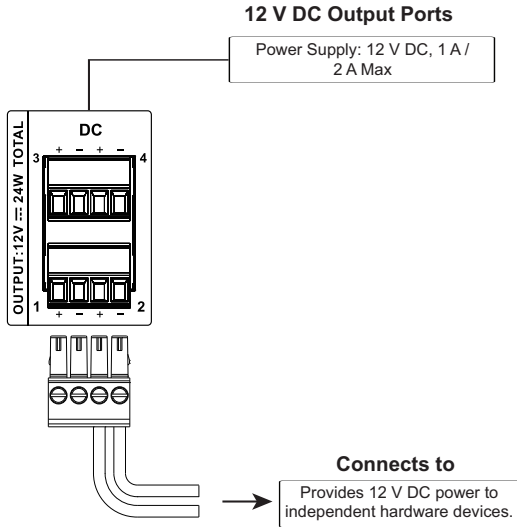 12 V DC Output Ports
Power Supply: 12 V DC, 1 A /
2 A Max
OUTPUT:12V ⎓ 24W TOTAL
DC
+ – + –
3 4
1 2
+ – + –
Connects to
Provides 12 V DC power to
independent hardware devices.